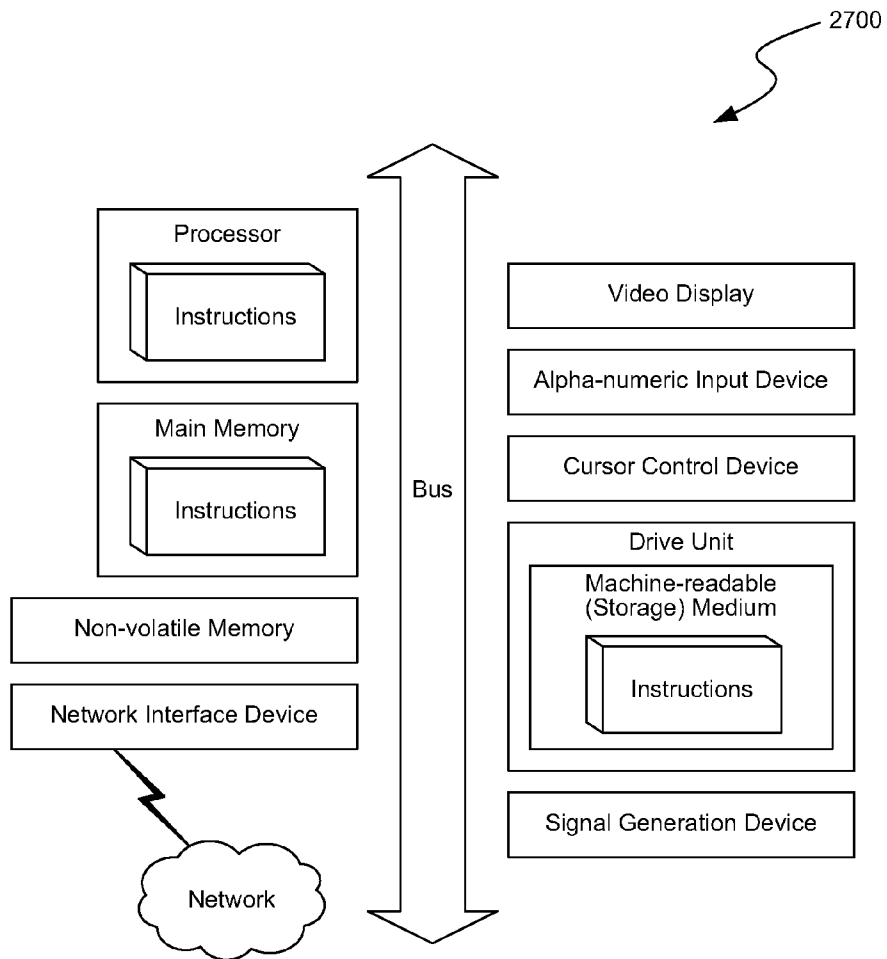 2700
Processor
Instructions
Main Memory
Instructions
Non-volatile Memory
Network Interface Device
Network
Bus
Video Display
Alpha-numeric Input Device
Cursor Control Device
Drive Unit
Machine-readable
(Storage) Medium
Instructions
Signal Generation Device